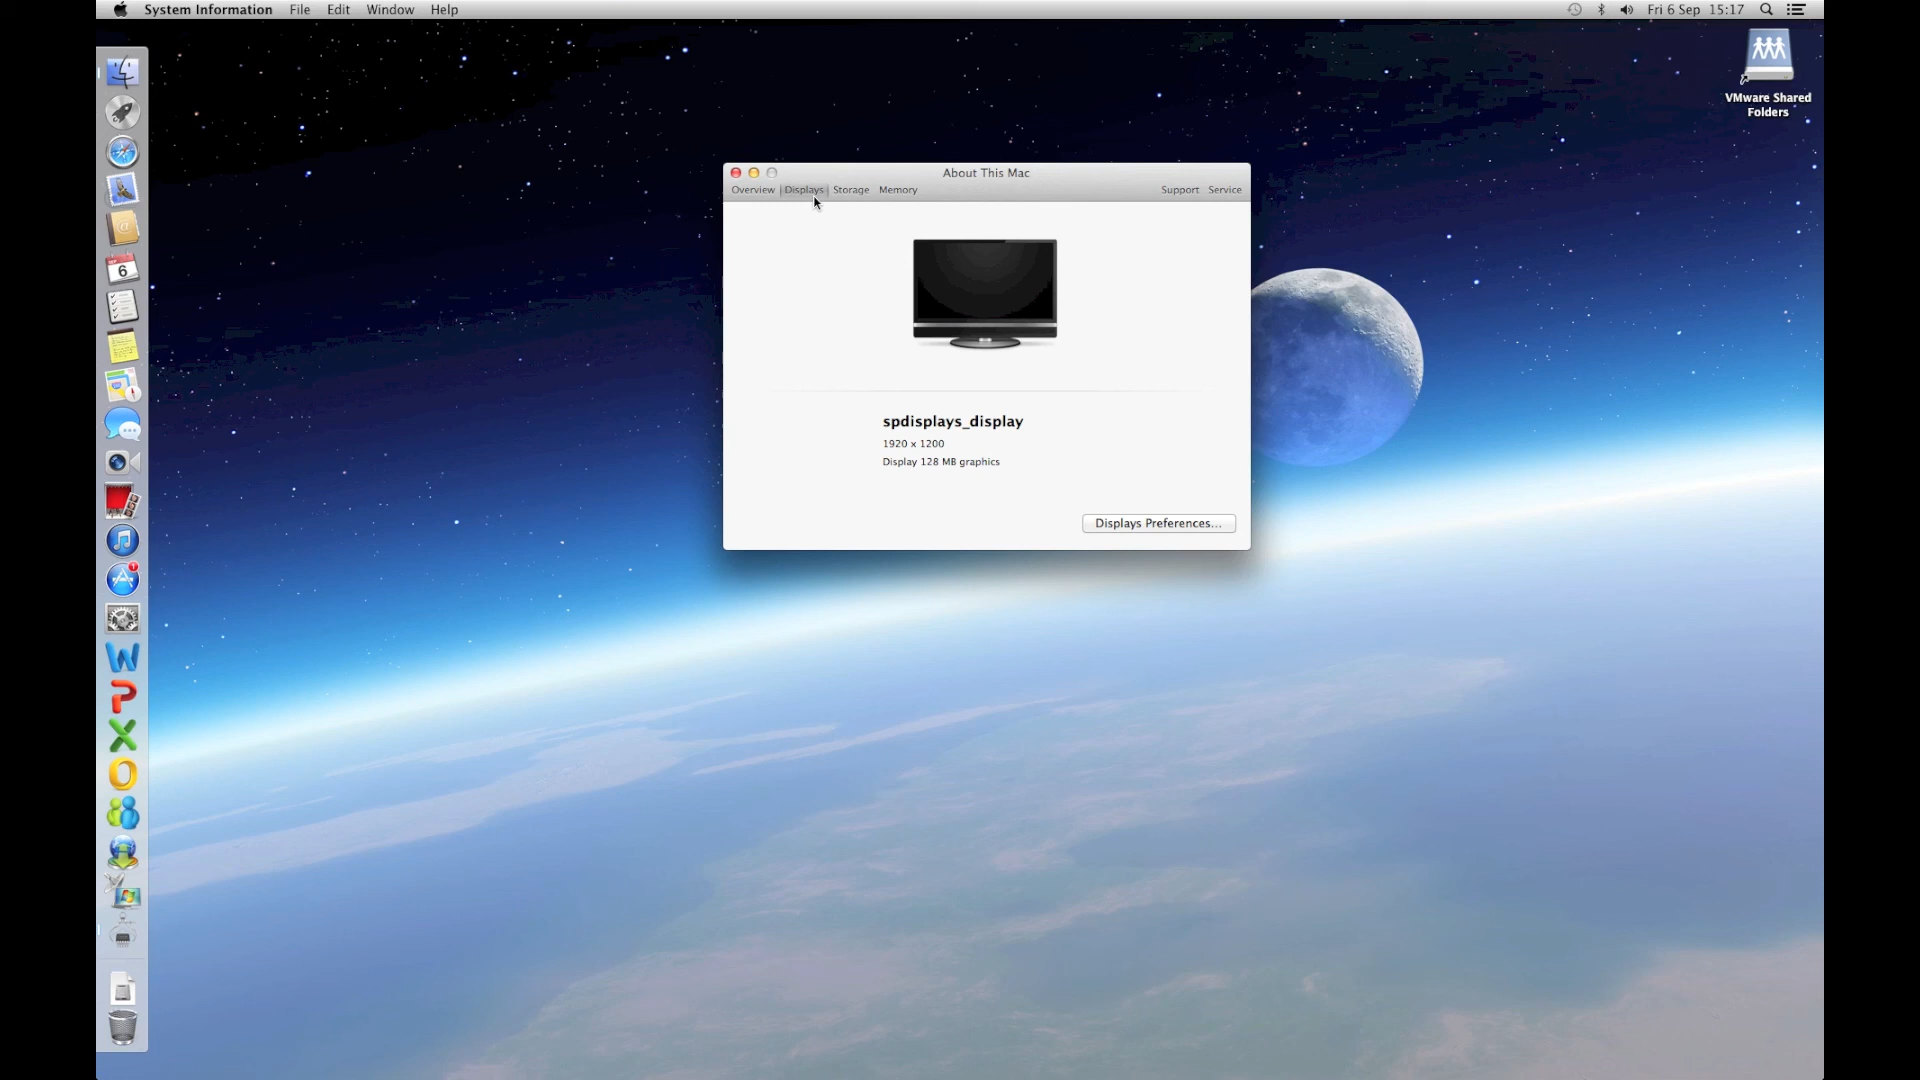 System Information File Edit Window Help
Fri 6 Sep 15:17
VMware Shared
Folders
About This Mac
Overview Displays Storage Memory Support Service
spdisplays_display
1920 x 1200
Display 128 MB graphics
Displays Preferences...
6
1
W
P
X
O